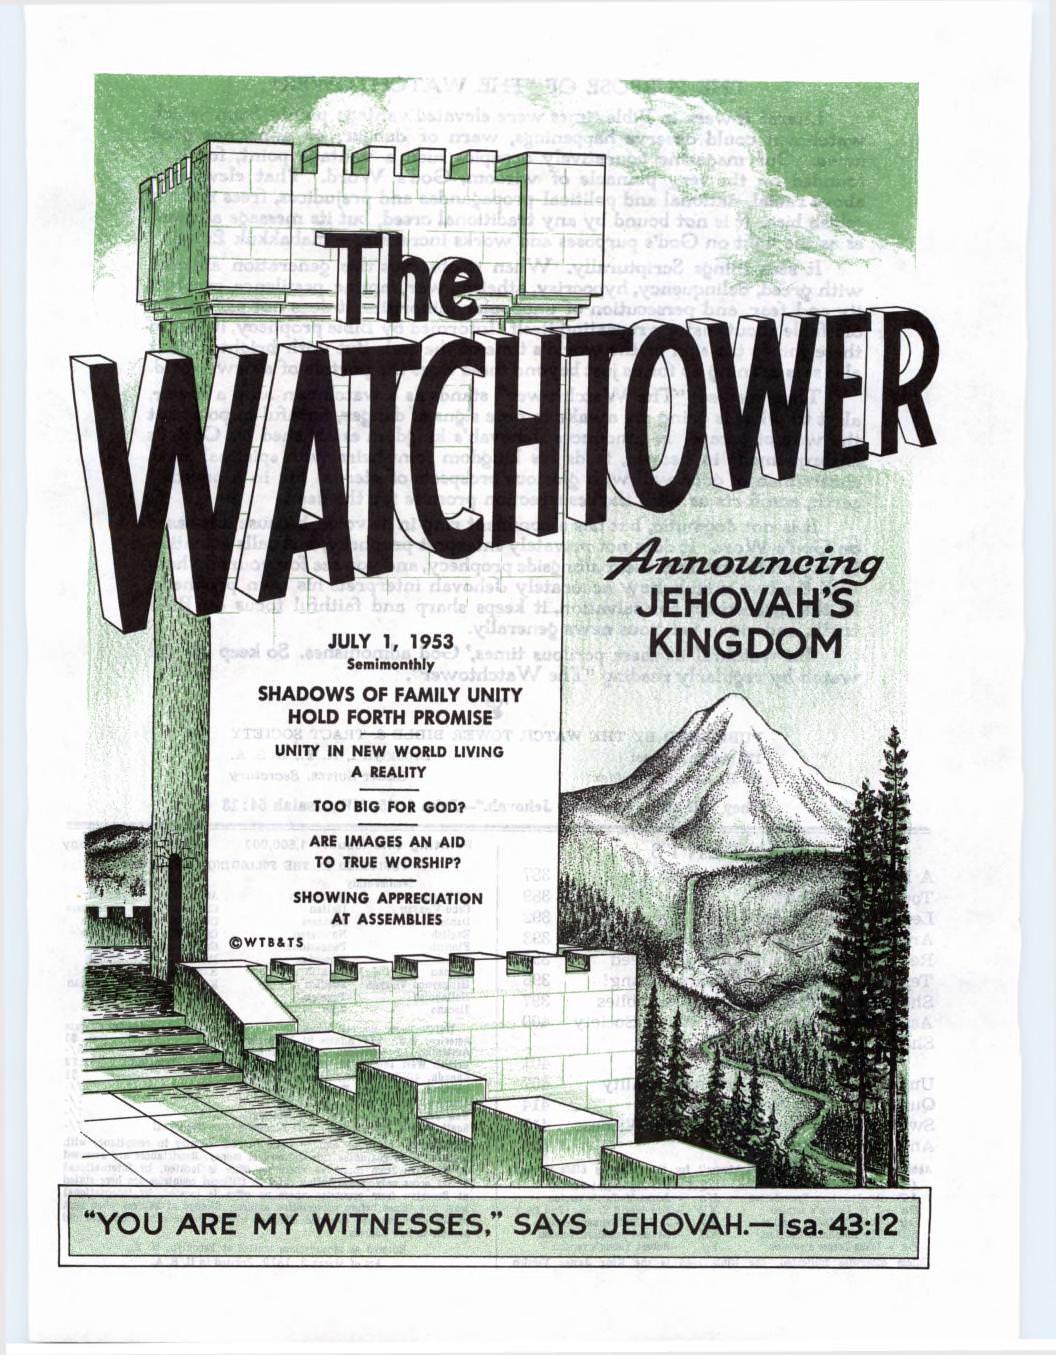 The
WATCHTOWER
Announcing
JEHOVAH'S
KINGDOM
JULY 1, 1953
Semimonthly
SHADOWS OF FAMILY UNITY
HOLD FORTH PROMISE
UNITY IN NEW WORLD LIVING
A REALITY
TOO BIG FOR GOD?
ARE IMAGES AN AID
TO TRUE WORSHIP?
SHOWING APPRECIATION
AT ASSEMBLIES
©WTB&TS
"YOU ARE MY WITNESSES," SAYS JEHOVAH.—Isa. 43:12